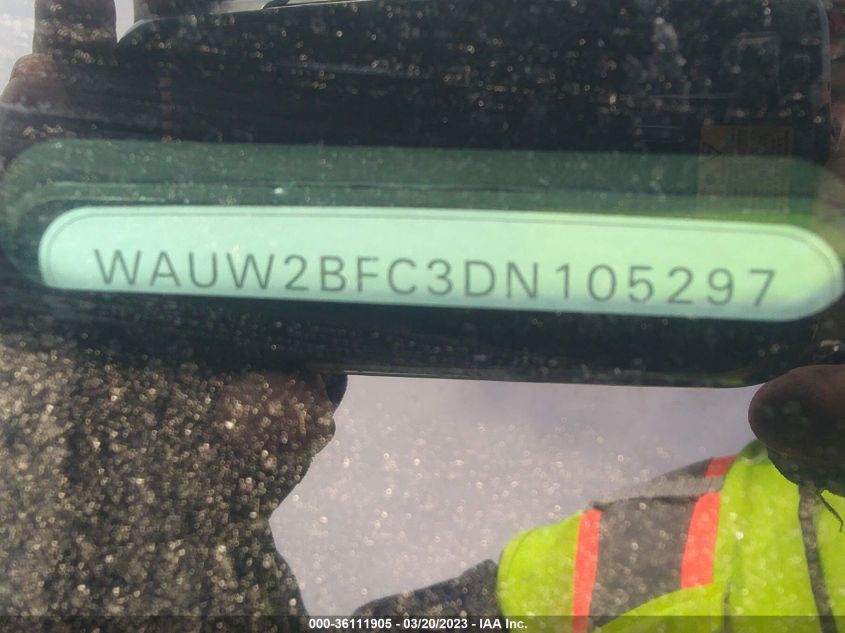 WAUW2BFC3DN105297
000-36111905 - 03/20/2023 - IAA Inc.